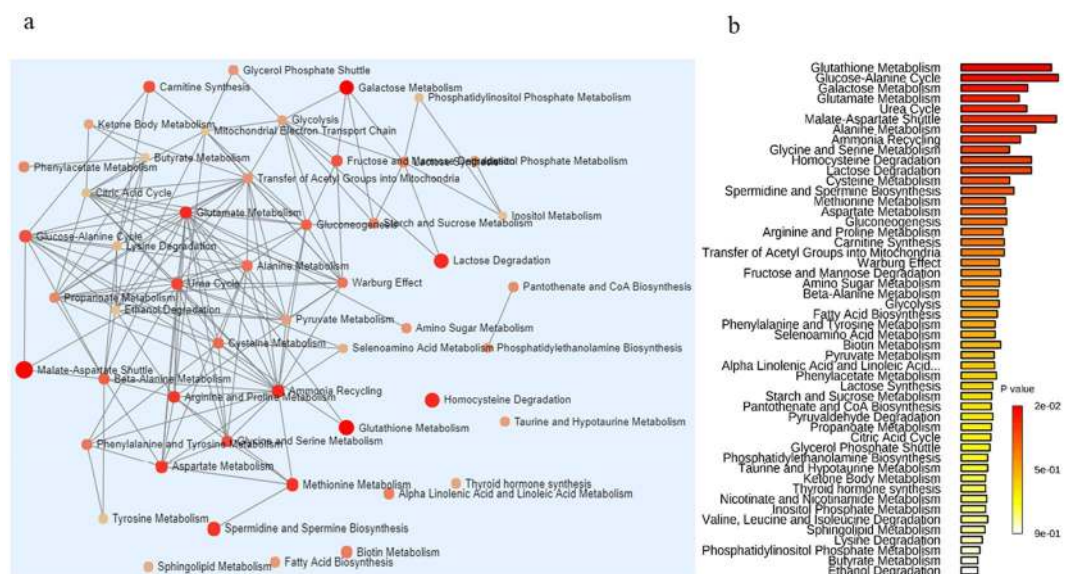 a
b
Glycerol Phosphate Shuttle
Carnitine Synthesis
Galactose Metabolism
Phosphatidylinositol Phosphate Metabolism
Ketone Body Metabolism
Glycolysis
Mitochondrial Electron Transport Chain
Butyrate Metabolism
Phenylacetate Metabolism
Fructose and Mannose Degradation
Phosphate Metabolism
Transfer of Acetyl Groups into Mitochondria
Citric Acid Cycle
Glutamate Metabolism
Inositol Metabolism
Gluconeogenesis
Starch and Sucrose Metabolism
Glucose-Alanine Cycle
Lysine Degradation
Lactose Degradation
Alanine Metabolism
Urea Cycle
Warburg Effect
Pantothenate and CoA Biosynthesis
Propanoate Metabolism
Ethanol Degradation
Pyruvate Metabolism
Amino Sugar Metabolism
Cysteine Metabolism
Selenoamino Acid Metabolism
Phosphatidylethanolamine Biosynthesis
Malate-Aspartate Shuttle
Beta-Alanine Metabolism
Ammonia Recycling
Arginine and Proline Metabolism
Homocysteine Degradation
Taurine and Hypotaurine Metabolism
Glutathione Metabolism
Phenylalanine and Tyrosine Metabolism
Glycine and Serine Metabolism
Aspartate Metabolism
Methionine Metabolism
Thyroid hormone synthesis
Alpha Linolenic Acid and Linoleic Acid Metabolism
Tyrosine Metabolism
Spermidine and Spermine Biosynthesis
Biotin Metabolism
Fatty Acid Biosynthesis
Sphingolipid Metabolism
Glutathione Metabolism
Glucose-Alanine Cycle
Galactose Metabolism
Glutamate Metabolism
Urea Cycle
Malate-Aspartate Shuttle
Alanine Metabolism
Ammonia Recycling
Glycine and Serine Metabolism
Homocysteine Degradation
Lactose Degradation
Cysteine Metabolism
Spermidine and Spermine Biosynthesis
Methionine Metabolism
Aspartate Metabolism
Gluconeogenesis
Arginine and Proline Metabolism
Carnitine Synthesis
Transfer of Acetyl Groups into Mitochondria
Warburg Effect
Fructose and Mannose Degradation
Amino Sugar Metabolism
Beta-Alanine Metabolism
Glycolysis
Fatty Acid Biosynthesis
Phenylalanine and Tyrosine Metabolism
Selenoamino Acid Metabolism
Biotin Metabolism
Pyruvate Metabolism
Alpha Linolenic Acid and Linoleic Acid...
Phenylacetate Metabolism
Lactose Synthesis
Starch and Sucrose Metabolism
Pantothenate and CoA Biosynthesis
Pyruvaldehyde Degradation
Propanoate Metabolism
Citric Acid Cycle
Glycerol Phosphate Shuttle
Phosphatidylethanolamine Biosynthesis
Taurine and Hypotaurine Metabolism
Ketone Body Metabolism
Thyroid hormone synthesis
Nicotinate and Nicotinamide Metabolism
Inositol Phosphate Metabolism
Valine, Leucine and Isoleucine Degradation
Sphingolipid Metabolism
Lysine Degradation
Phosphatidylinositol Phosphate Metabolism
Butyrate Metabolism
Ethanol Degradation
P value
2e-02
5e-01
9e-01